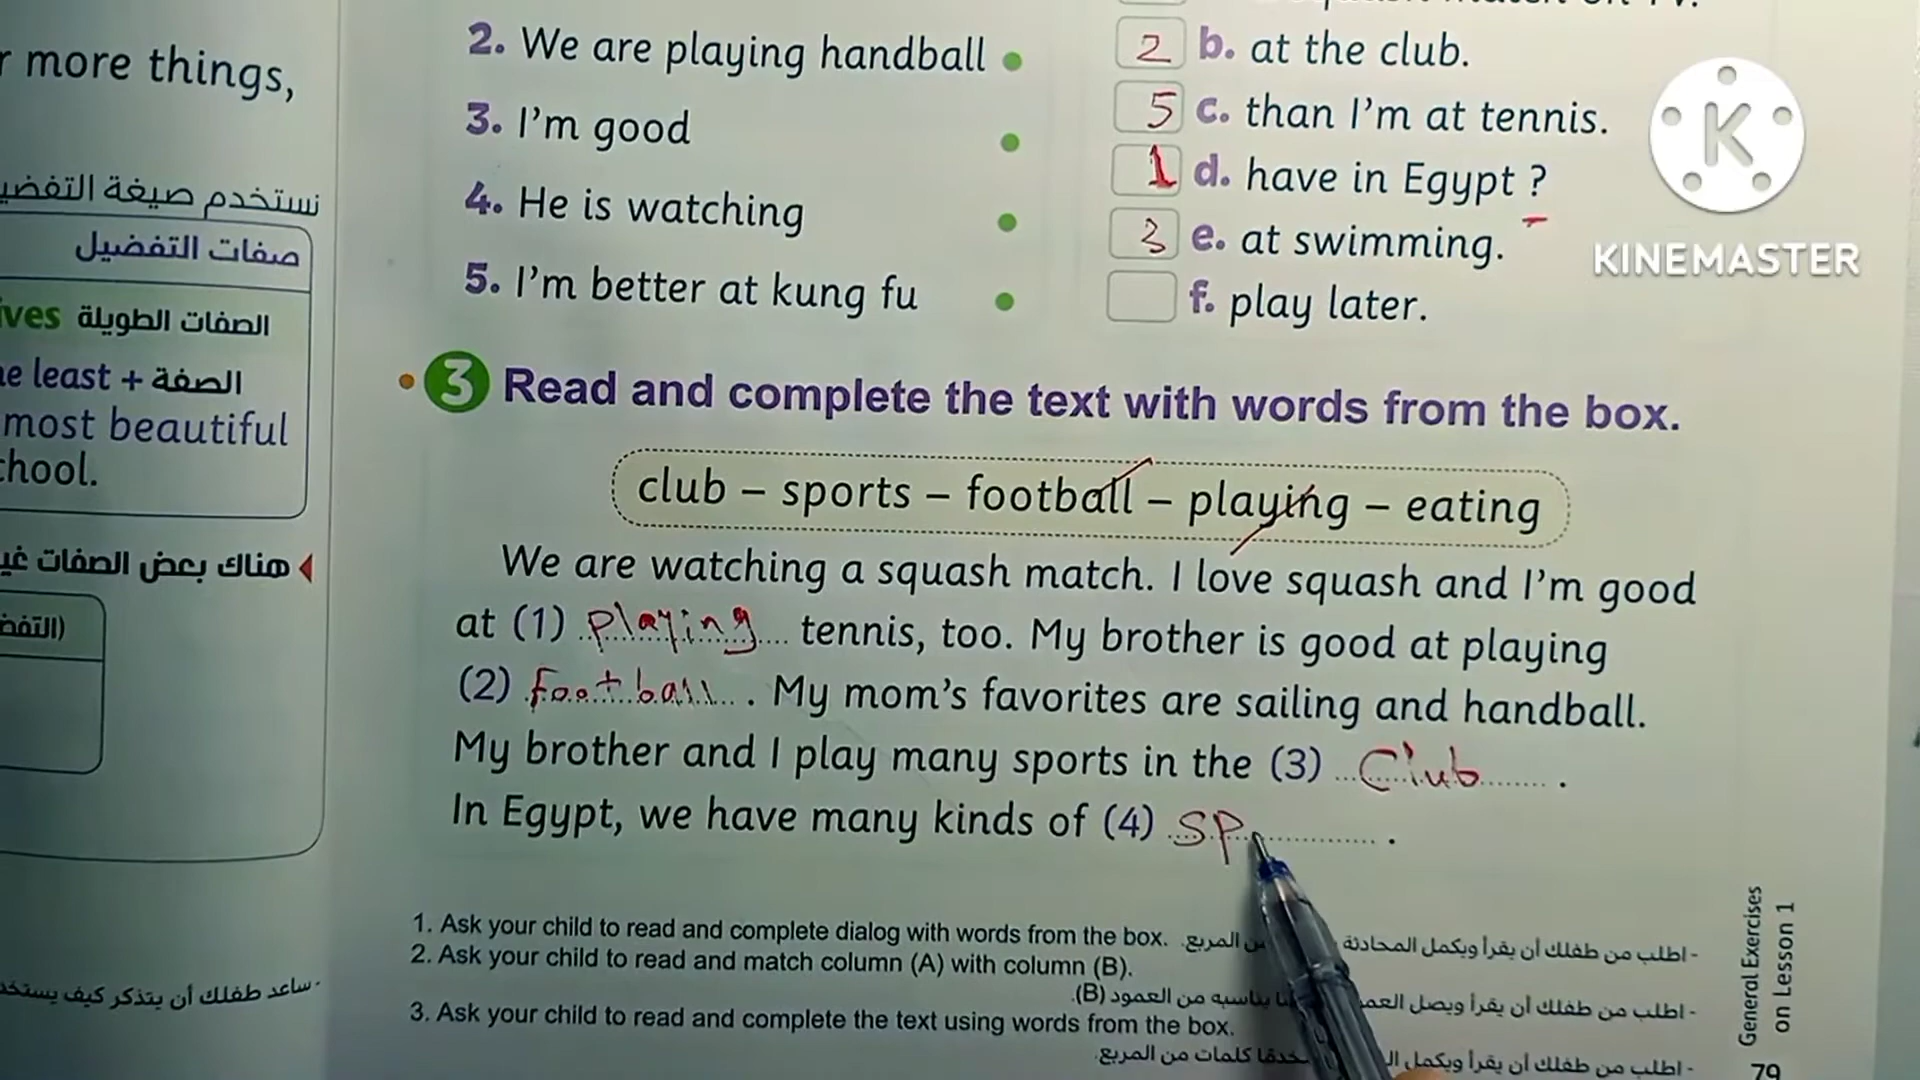 r more things,
نستخدم صيغة
صفات التفضيل
ives الصفات الطويلة
e least + الصفة
most beautiful
chool.
هناك بعض الصفات
ساعد طفلك أن يتذكر كيف
2. We are playing handball
3. I'm good
4. He is watching
5. I'm better at kung fu
2 b. at the club.
5 c. than I'm at tennis.
1 d. have in Egypt ?
3 e. at swimming.
f. play later.
KINEMASTER
3 Read and complete the text with words from the box.
club – sports – football – playing – eating
We are watching a squash match. I love squash and I'm good
at (1) playing tennis, too. My brother is good at playing
(2) football . My mom's favorites are sailing and handball.
My brother and I play many sports in the (3) Club .
In Egypt, we have many kinds of (4) SP .
1. Ask your child to read and complete dialog with words from the box.
- اطلب من طفلك أن يقرأ ويكمل المحادثة المربع.
2. Ask your child to read and match column (A) with column (B).
- اطلب من طفلك أن يقرأ ويصل يناسبه من العمود (B).
3. Ask your child to read and complete the text using words from the box.
- اطلب من طفلك أن يقرأ ويكمل كلمات من المربع.
General Exercises
on Lesson 1
79